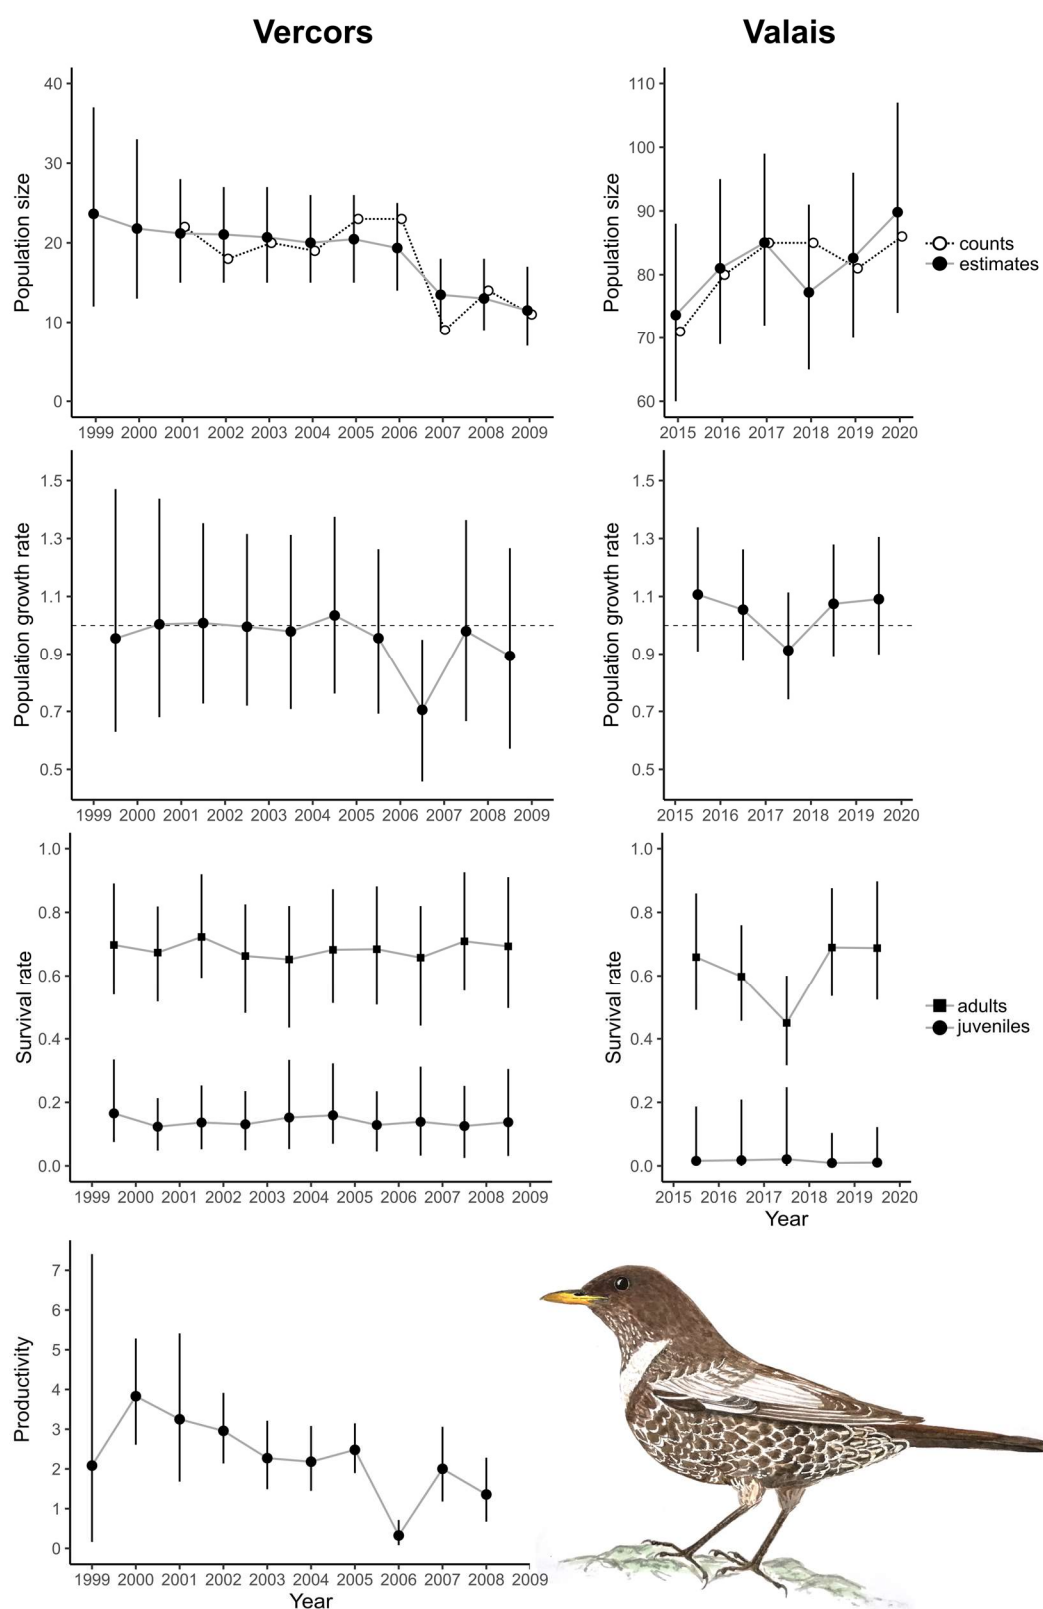 Vercors Valais
Population size
40
30
20
10
0
1999 2000 2001 2002 2003 2004 2005 2006 2007 2008 2009
Population size
110
100
90
80
70
60
2015 2016 2017 2018 2019 2020
counts
estimates
Population growth rate
1.5
1.3
1.1
0.9
0.7
0.5
1999 2000 2001 2002 2003 2004 2005 2006 2007 2008 2009
Population growth rate
1.5
1.3
1.1
0.9
0.7
0.5
2015 2016 2017 2018 2019 2020
Survival rate
1.0
0.8
0.6
0.4
0.2
0.0
1999 2000 2001 2002 2003 2004 2005 2006 2007 2008 2009
Survival rate
1.0
0.8
0.6
0.4
0.2
0.0
2015 2016 2017 2018 2019 2020
Year
adults
juveniles
Productivity
7
6
5
4
3
2
1
0
1999 2000 2001 2002 2003 2004 2005 2006 2007 2008 2009
Year